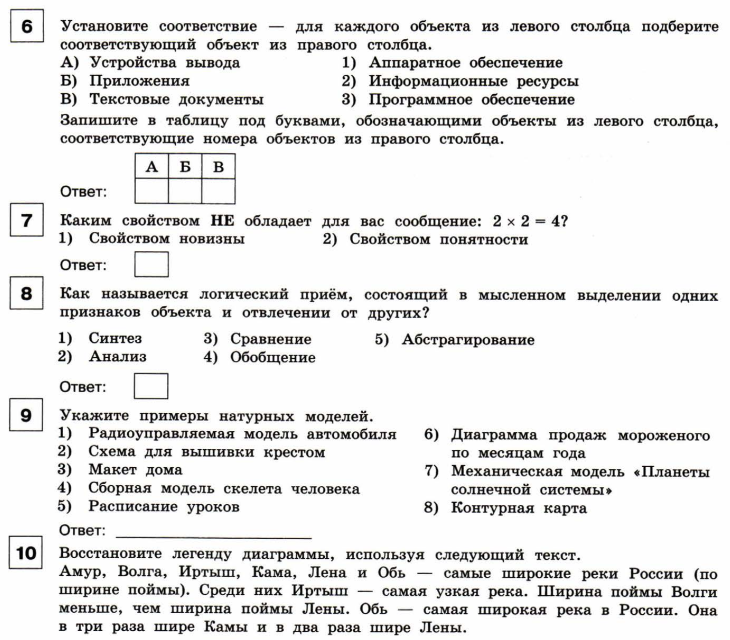 6 Установите соответствие — для каждого объекта из левого столбца подберите
соответствующий объект из правого столбца.
А) Устройства вывода 1) Аппаратное обеспечение
Б) Приложения 2) Информационные ресурсы
В) Текстовые документы 3) Программное обеспечение
Запишите в таблицу под буквами, обозначающими объекты из левого столбца,
соответствующие номера объектов из правого столбца.
А Б В
Ответ:
7 Каким свойством НЕ обладает для вас сообщение: 2 × 2 = 4?
1) Свойством новизны 2) Свойством понятности
Ответ:
8 Как называется логический приём, состоящий в мысленном выделении одних
признаков объекта и отвлечении от других?
1) Синтез 3) Сравнение 5) Абстрагирование
2) Анализ 4) Обобщение
Ответ:
9 Укажите примеры натурных моделей.
1) Радиоуправляемая модель автомобиля 6) Диаграмма продаж мороженого
2) Схема для вышивки крестом по месяцам года
3) Макет дома 7) Механическая модель «Планеты
4) Сборная модель скелета человека солнечной системы»
5) Расписание уроков 8) Контурная карта
Ответ:
10 Восстановите легенду диаграммы, используя следующий текст.
Амур, Волга, Иртыш, Кама, Лена и Обь — самые широкие реки России (по
ширине поймы). Среди них Иртыш — самая узкая река. Ширина поймы Волги
меньше, чем ширина поймы Лены. Обь — самая широкая река в России. Она
в три раза шире Камы и в два раза шире Лены.